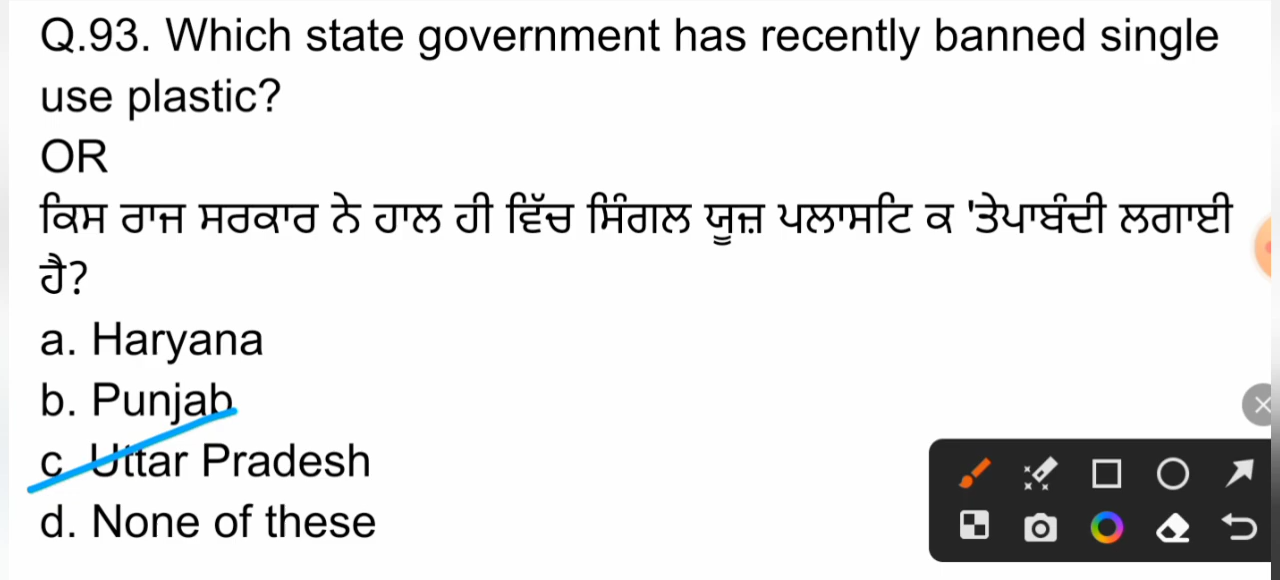 Q.93. Which state government has recently banned single
use plastic?
OR
ਕਿਸ ਰਾਜ ਸਰਕਾਰ ਨੇ ਹਾਲ ਹੀ ਵਿੱਚ ਸਿੰਗਲ ਯੂਜ਼ ਪਲਾਸਟਿ ਕ 'ਤੇਪਾਬੰਦੀ ਲਗਾਈ
ਹੈ?
a. Haryana
b. Punjab
c. Uttar Pradesh
d. None of these